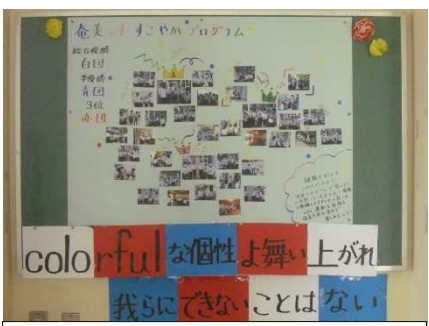 奄美っ子すこやかプログラム
総合優勝
白団
準優勝
青団
3位
赤団
colorfulな個性よ舞い上がれ
我らにできないことはない